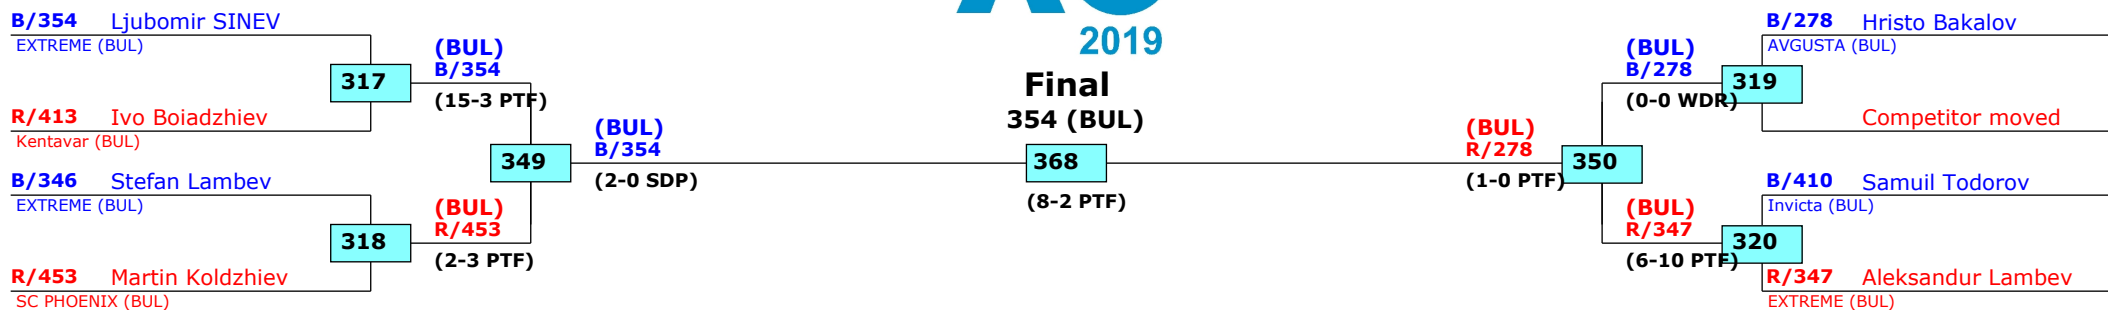 2019
Final
354 (BUL)
B/354 Ljubomir SINEV
EXTREME (BUL)
317
R/413 Ivo Boiadzhiev
Kentavar (BUL)
(BUL)
B/354
(15-3 PTF)
B/346 Stefan Lambev
EXTREME (BUL)
318
R/453 Martin Koldzhiev
SC PHOENIX (BUL)
(BUL)
R/453
(2-3 PTF)
349
(BUL)
B/354
(2-0 SDP)
368
(8-2 PTF)
(BUL)
R/278
(1-0 PTF)
350
(BUL)
B/278
(0-0 WDR)
319
B/278 Hristo Bakalov
AVGUSTA (BUL)
Competitor moved
(BUL)
R/347
(6-10 PTF)
320
B/410 Samuil Todorov
Invicta (BUL)
R/347 Aleksandur Lambev
EXTREME (BUL)